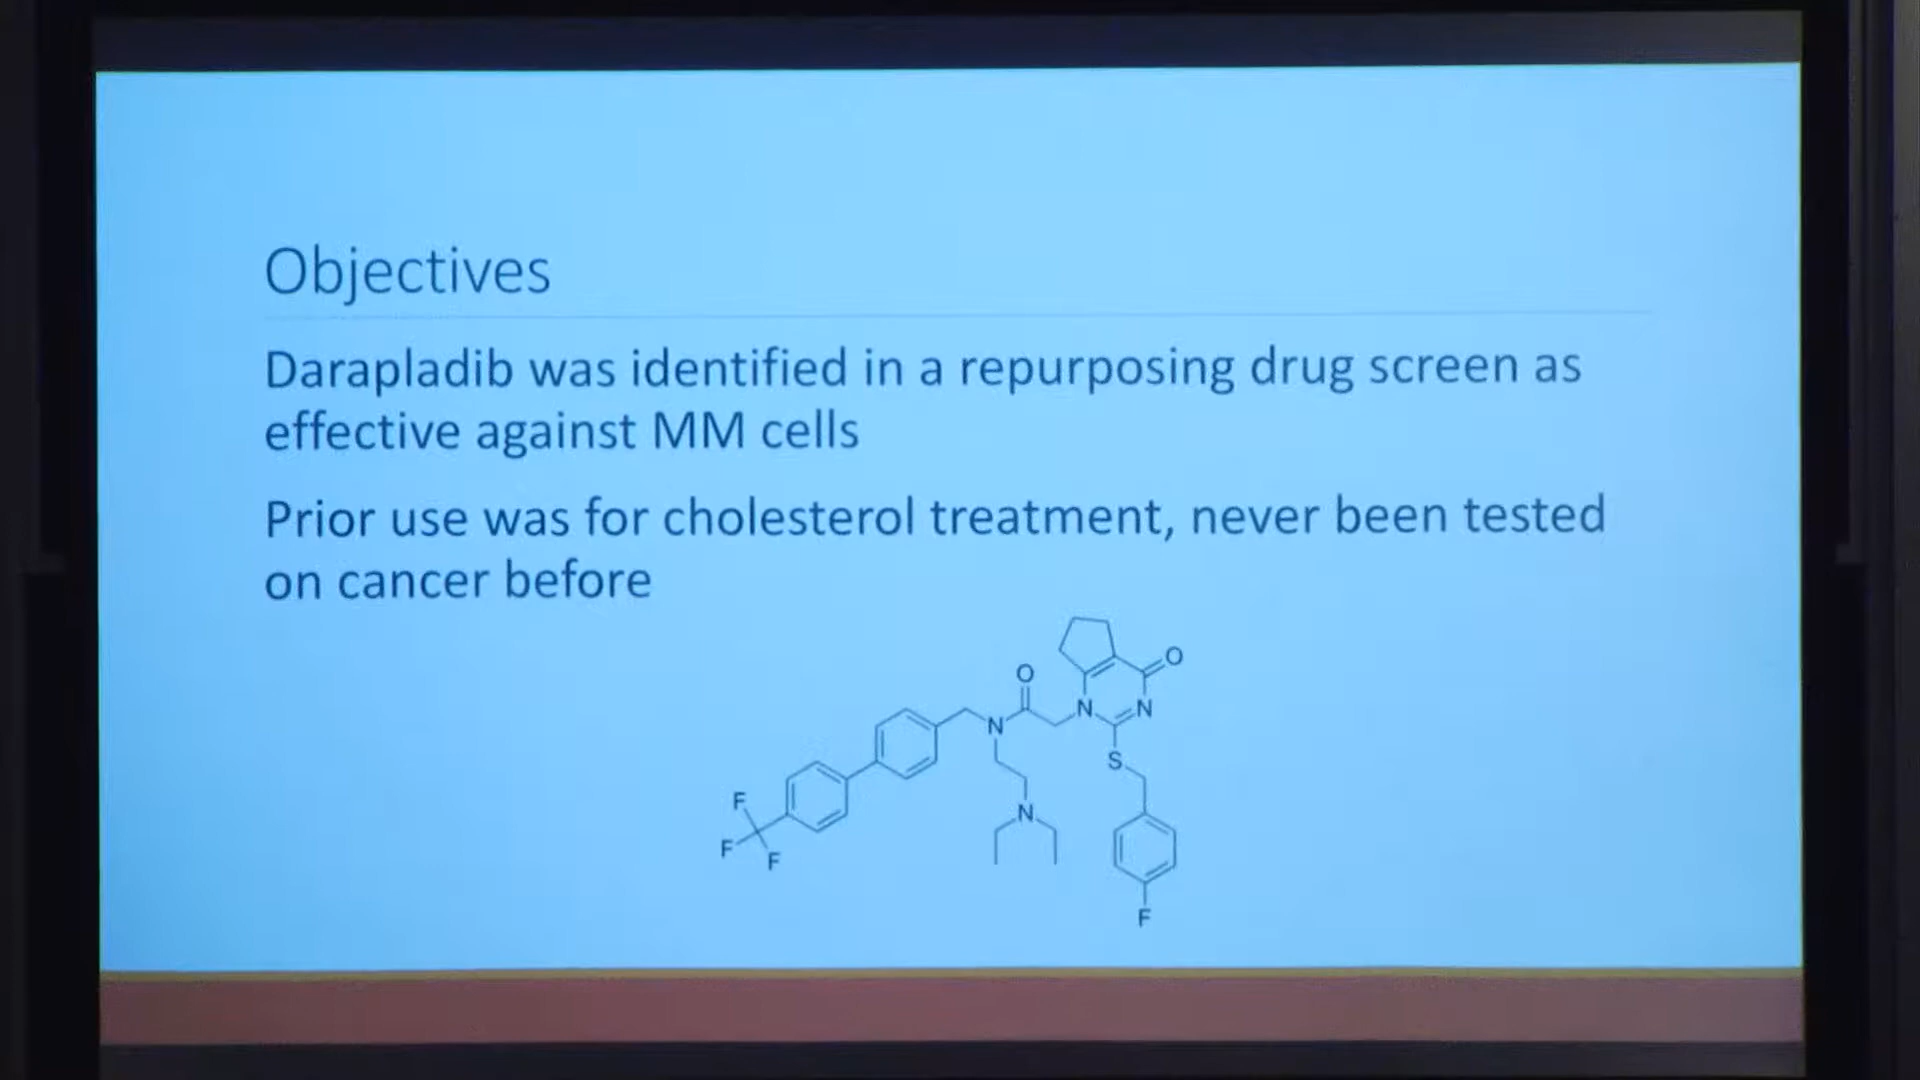 Objectives
Darapladib was identified in a repurposing drug screen as
effective against MM cells
Prior use was for cholesterol treatment, never been tested
on cancer before
O
O
N
N
N
S
F
N
F
F
F